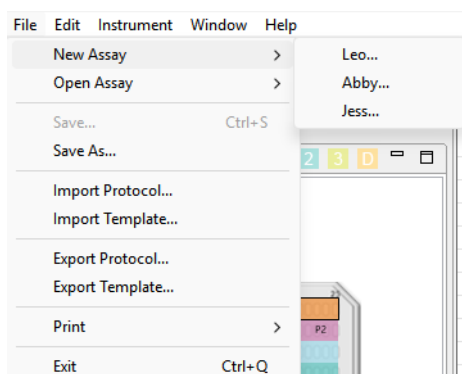 File Edit Instrument Window Help
New Assay > Leo...
Open Assay > Abby...
Jess...
Save... Ctrl+S
Save As...
2 3 D
Import Protocol...
Import Template...
Export Protocol...
Export Template...
25
Print > P2
Exit Ctrl+Q